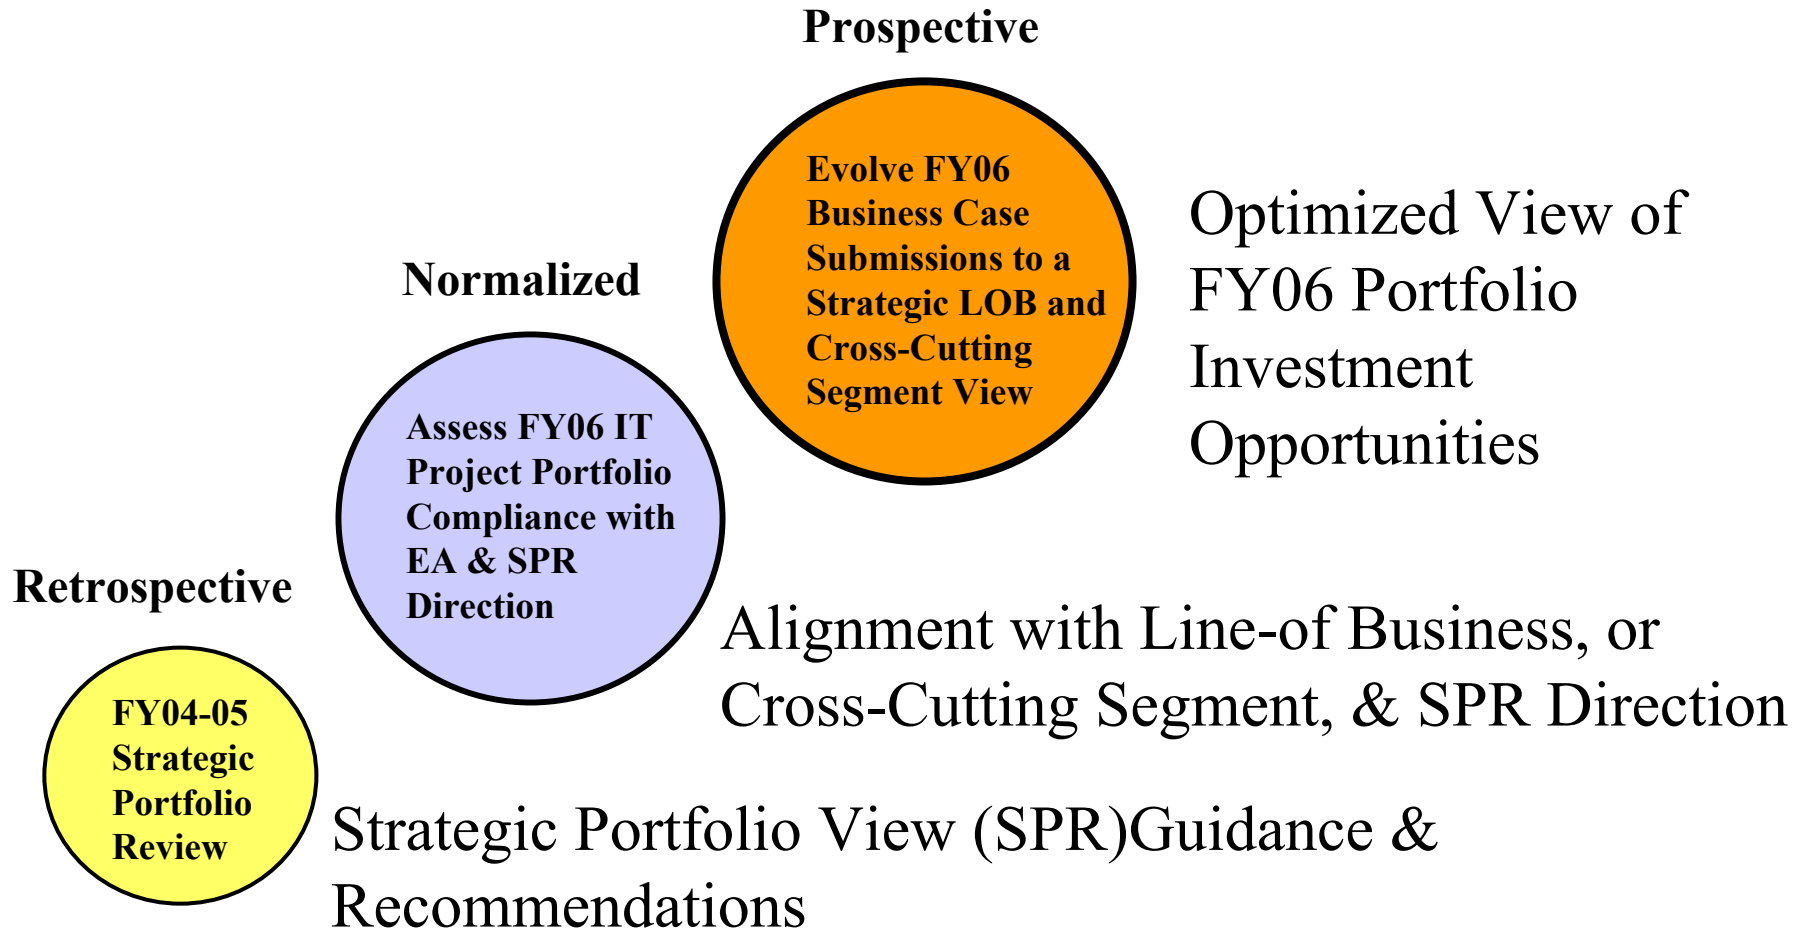 Prospective
Evolve FY06
Business Case
Submissions to a
Strategic LOB and
Cross-Cutting
Segment View
Optimized View of
FY06 Portfolio
Investment
Opportunities
Normalized
Assess FY06 IT
Project Portfolio
Compliance with
EA & SPR
Direction
Alignment with Line-of Business, or
Cross-Cutting Segment, & SPR Direction
Retrospective
FY04-05
Strategic
Portfolio
Review
Strategic Portfolio View (SPR)Guidance &
Recommendations